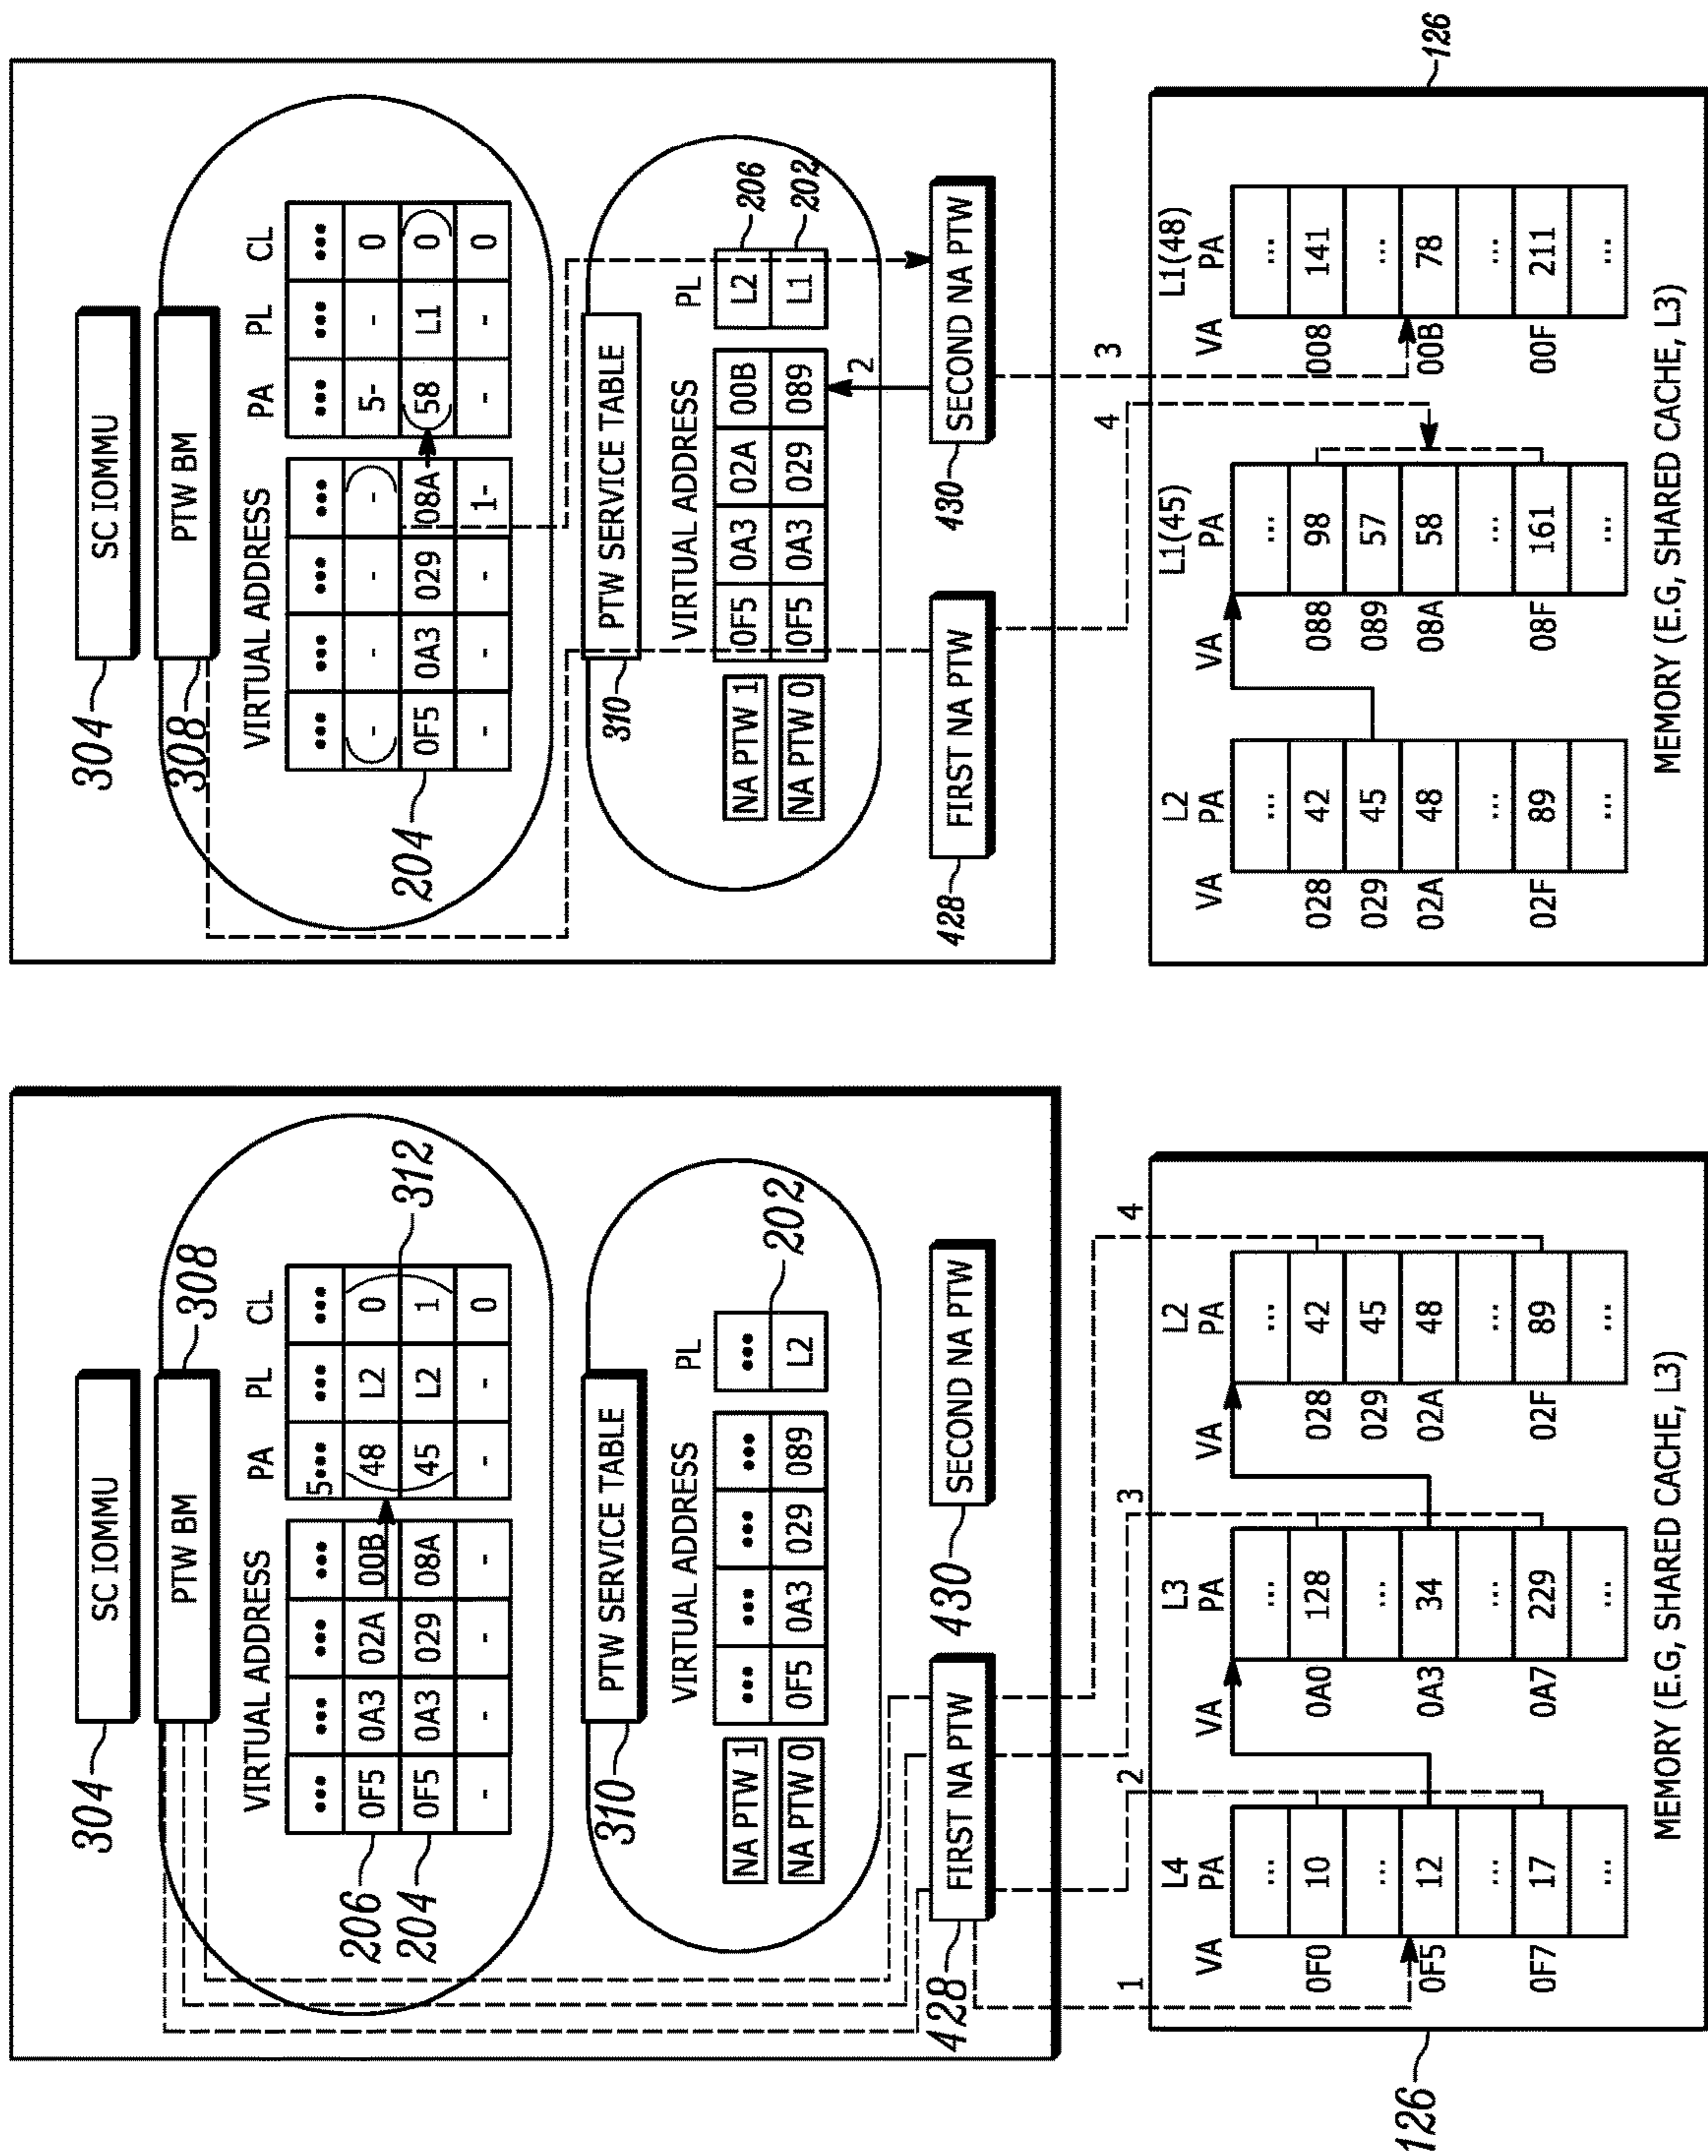 304
SC IOMMU
PTW BM
308
VIRTUAL ADDRESS PA PL CL
••• ••• ••• ••• 5••• ••• •••
206 0F5 0A3 02A 00B 48 L2 0
204 0F5 0A3 029 08A 45 L2 1
- - - - - - 0
312
PTW SERVICE TABLE
310
VIRTUAL ADDRESS PL
NA PTW 1 ••• ••• ••• ••• •••
NA PTW 0 0F5 0A3 029 089 L2
202
FIRST NA PTW
428
SECOND NA PTW
430
1 2 3 4
L4 L3 L2
VA PA VA PA VA PA
... ... ...
0F0 10 0A0 128 028 42
... ... 029 45
0F5 12 0A3 34 02A 48
... ... ...
0F7 17 0A7 229 02F 89
... ... ...
MEMORY (E.G, SHARED CACHE, L3)
126
304
SC IOMMU
PTW BM
308
VIRTUAL ADDRESS PA PL CL
••• ••• ••• ••• ••• ••• •••
- - - - 5- - 0
204 0F5 0A3 029 08A 58 L1 0
- - - 1- - - 0
PTW SERVICE TABLE
310
VIRTUAL ADDRESS PL
NA PTW 1 0F5 0A3 02A 00B L2 206
NA PTW 0 0F5 0A3 029 089 L1 202
2
FIRST NA PTW
428
SECOND NA PTW
430
4 3
L2 L1(45) L1(48)
VA PA VA PA VA PA
... ... ...
028 42 088 98 008 141
029 45 089 57 ...
02A 48 08A 58 00B 78
... ... ...
02F 89 08F 161 00F 211
... ... ...
MEMORY (E.G, SHARED CACHE, L3)
126